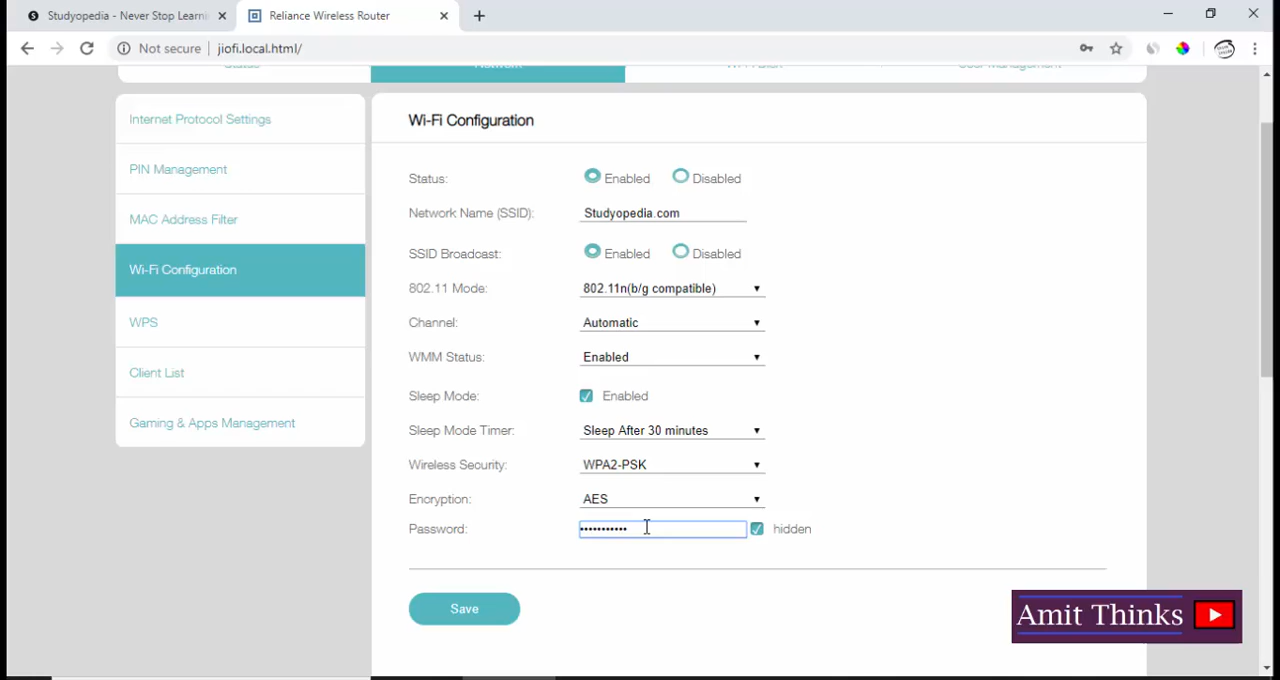 Studyopedia - Never Stop Learni
Reliance Wireless Router
Not secure
jiofi.local.html/
Internet Protocol Settings
PIN Management
MAC Address Filter
Wi-Fi Configuration
WPS
Client List
Gaming & Apps Management
Wi-Fi Configuration
Status: Enabled Disabled
Network Name (SSID): Studyopedia.com
SSID Broadcast: Enabled Disabled
802.11 Mode: 802.11n(b/g compatible)
Channel: Automatic
WMM Status: Enabled
Sleep Mode: Enabled
Sleep Mode Timer: Sleep After 30 minutes
Wireless Security: WPA2-PSK
Encryption: AES
Password: ••••••••••• hidden
Save
Amit Thinks